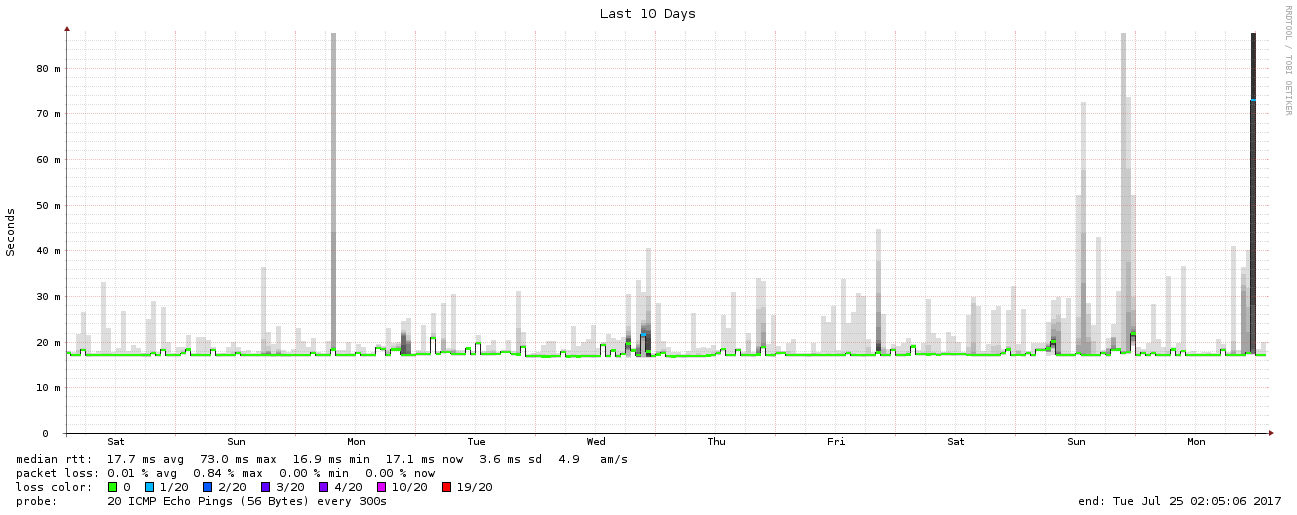 Last 10 Days
RRDTOOL / TOBI OETIKER
Seconds
80 m
70 m
60 m
50 m
40 m
30 m
20 m
10 m
0
Sat Sun Mon Tue Wed Thu Fri Sat Sun Mon
median rtt: 17.7 ms avg 73.0 ms max 16.9 ms min 17.1 ms now 3.6 ms sd 4.9 am/s
packet loss: 0.01 % avg 0.84 % max 0.00 % min 0.00 % now
loss color: 0 1/20 2/20 3/20 4/20 10/20 19/20
probe: 20 ICMP Echo Pings (56 Bytes) every 300s end: Tue Jul 25 02:05:06 2017